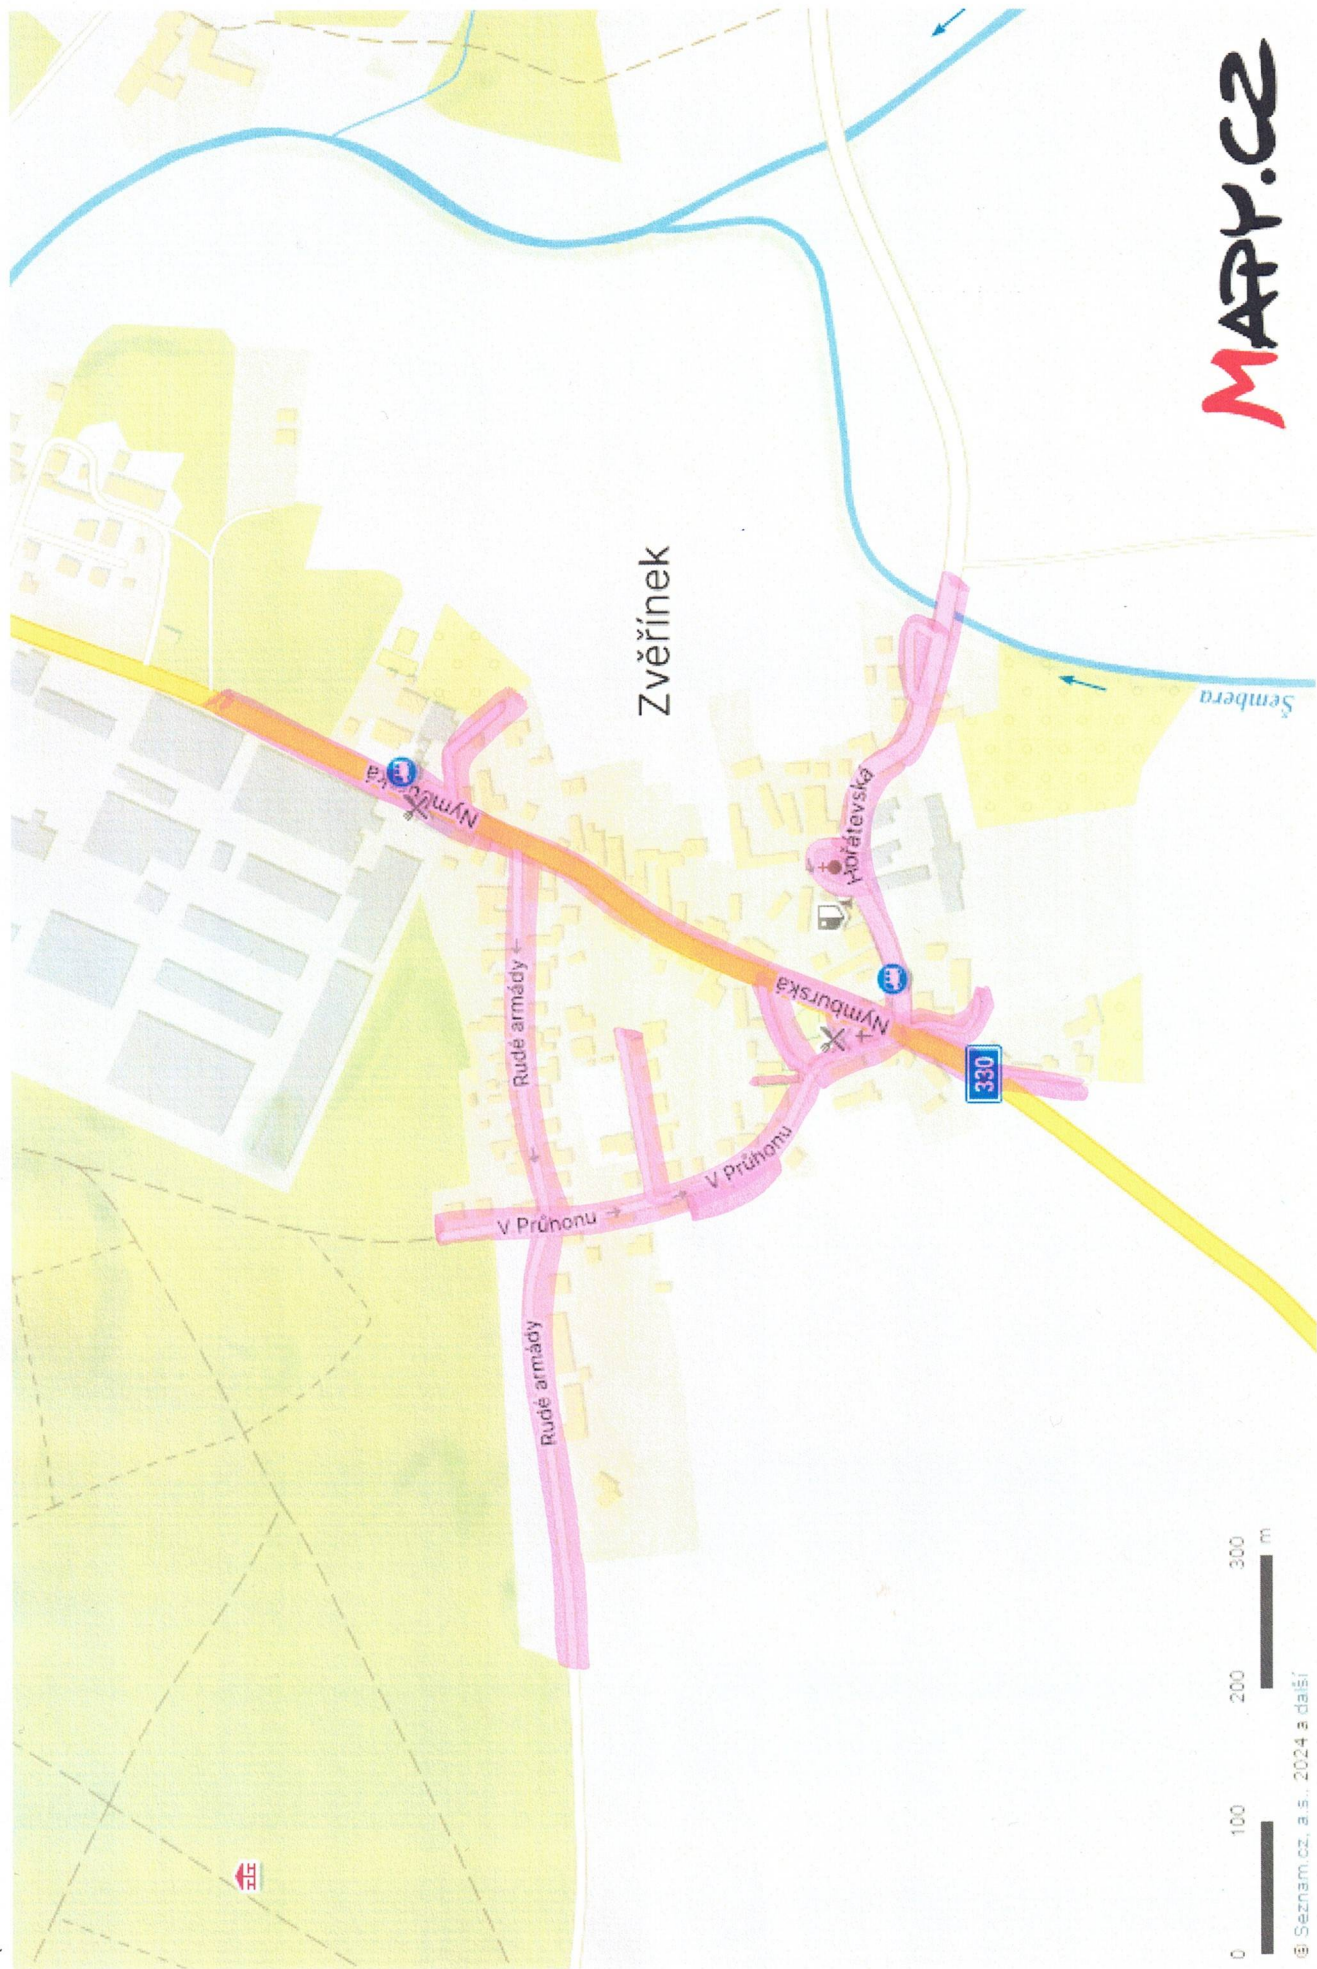 MAPY.CZ
Zvěřínek
Nymburská
Rudé armády
Rudé armády
V Průhonu
V Průhonu
Nymburská
Hořátevská
330
Šembera
0 100 200 300 m
© Seznam.cz, a.s., 2024 a další